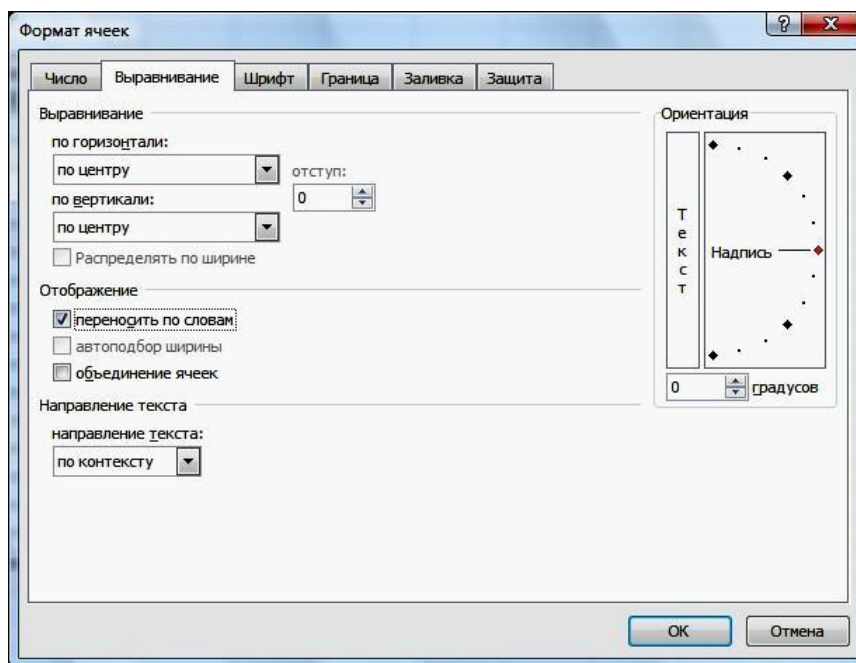 Формат ячеек
Число Выравнивание Шрифт Граница Заливка Защита
Выравнивание
по горизонтали:
по центру
отступ:
0
по вертикали:
по центру
Распределять по ширине
Отображение
переносить по словам
автоподбор ширины
объединение ячеек
Направление текста
направление текста:
по контексту
Ориентация
Текст
Надпись
0 градусов
ОК Отмена